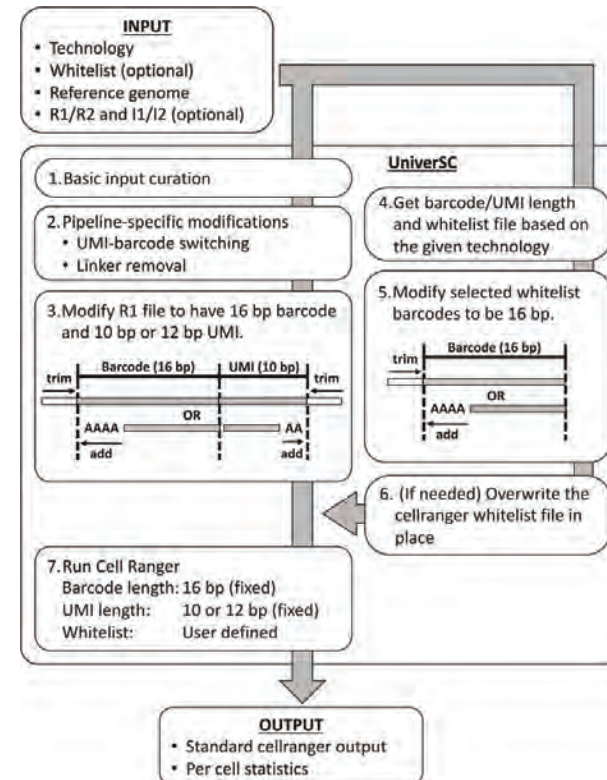 INPUT
• Technology
• Whitelist (optional)
• Reference genome
• R1/R2 and I1/I2 (optional)
UniverSC
1.Basic input curation
2.Pipeline-specific modifications
• UMI-barcode switching
• Linker removal
3.Modify R1 file to have 16 bp barcode
and 10 bp or 12 bp UMI.
Barcode (16 bp) UMI (10 bp)
trim trim
OR
AAAA AA
add add
4.Get barcode/UMI length
and whitelist file based on
the given technology
5.Modify selected whitelist
barcodes to be 16 bp.
Barcode (16 bp)
trim
OR
AAAA
add
6. (If needed) Overwrite the
cellranger whitelist file in
place
7.Run Cell Ranger
Barcode length: 16 bp (fixed)
UMI length: 10 or 12 bp (fixed)
Whitelist: User defined
OUTPUT
• Standard cellranger output
• Per cell statistics